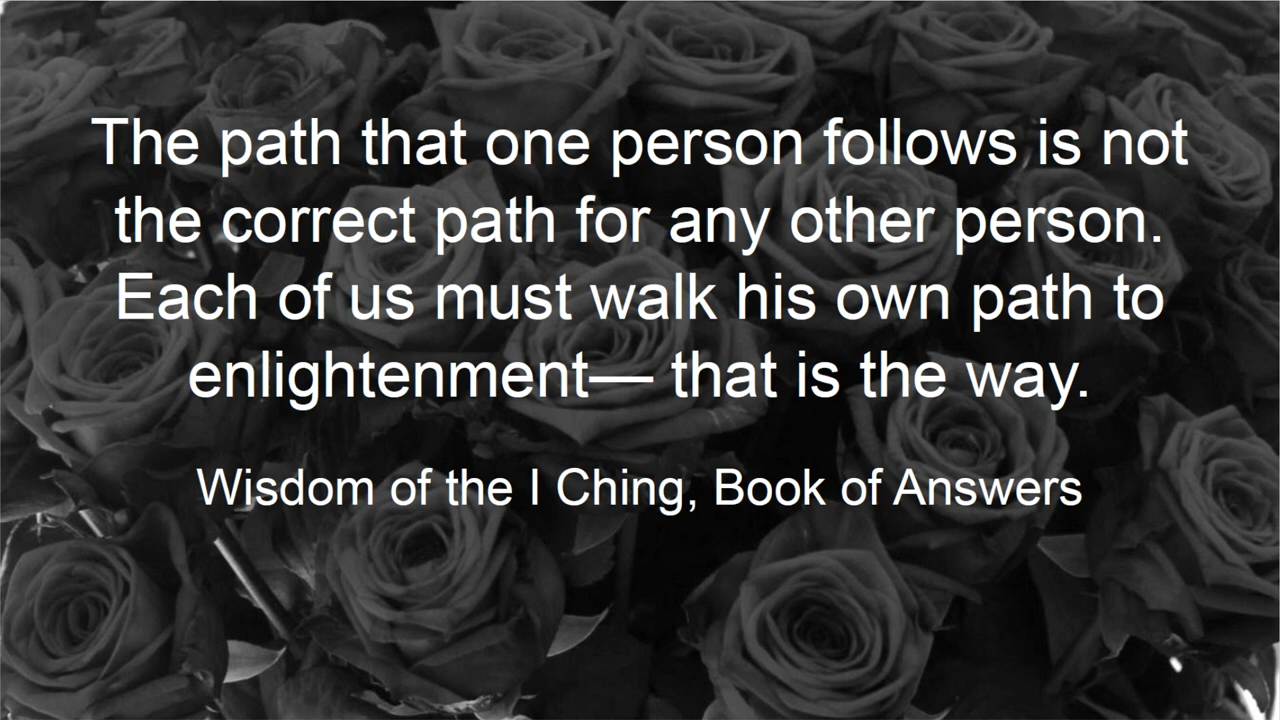 The path that one person follows is not
the correct path for any other person.
Each of us must walk his own path to
enlightenment— that is the way.
Wisdom of the I Ching, Book of Answers